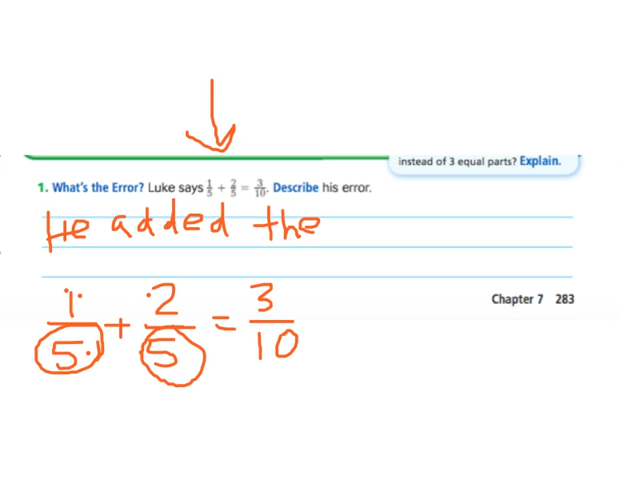 instead of 3 equal parts? Explain.
1. What's the Error? Luke says 1/5 + 2/5 = 3/10. Describe his error.
He added the
Chapter 7 283
1/5 + 2/5 = 3/10